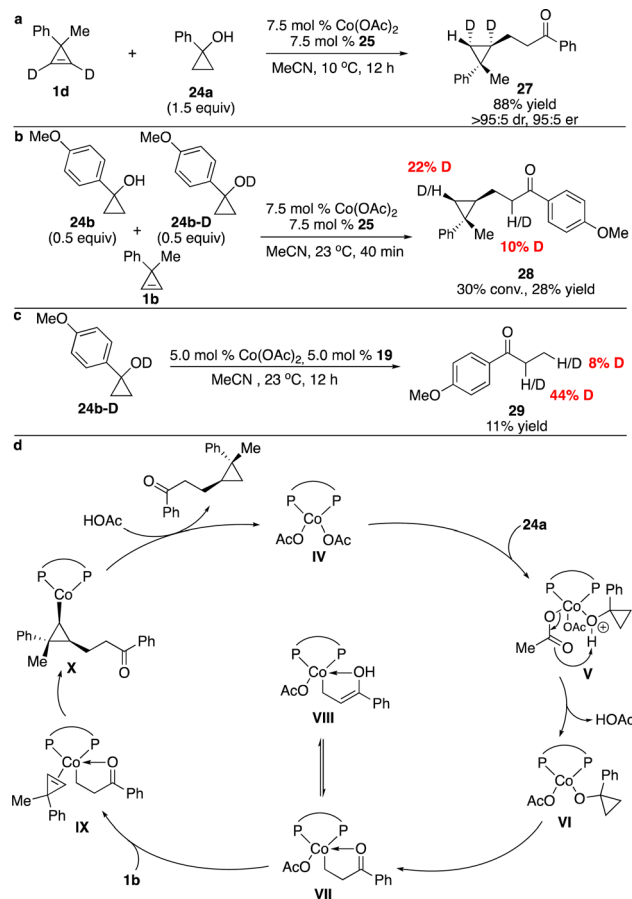 a
Ph Me
D D
1d
+
Ph OH
24a
(1.5 equiv)
7.5 mol % Co(OAc)2
7.5 mol % 25
MeCN, 10 °C, 12 h
D D O
H Ph
Ph Me
27
88% yield
>95:5 dr, 95:5 er
b
MeO
OH
24b
(0.5 equiv)
MeO
OD
24b-D
(0.5 equiv)
+
Ph Me
1b
7.5 mol % Co(OAc)2
7.5 mol % 25
MeCN, 23 °C, 40 min
22% D
D/H
O
H/D
Ph Me
OMe
10% D
28
30% conv., 28% yield
c
MeO
OD
24b-D
5.0 mol % Co(OAc)2, 5.0 mol % 19
MeCN , 23 °C, 12 h
O
H/D 8% D
H/D
MeO
44% D
29
11% yield
d
Ph Me
O
Ph
HOAc
P P
Co
AcO OAc
IV
24a
P P
Co
Ph
O
OAc
O
H
⊕
Me O
V
HOAc
P P
Co
Ph
AcO O
VI
P P
Co
AcO
O
Ph
VII
P P
Co OH
AcO
Ph
VIII
1b
P P
Co O
Ph
Me
Ph
IX
P P
Co
Ph
Me
Ph
O
X